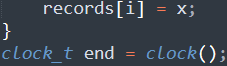 records[i] = x;
}
clock_t end = clock();